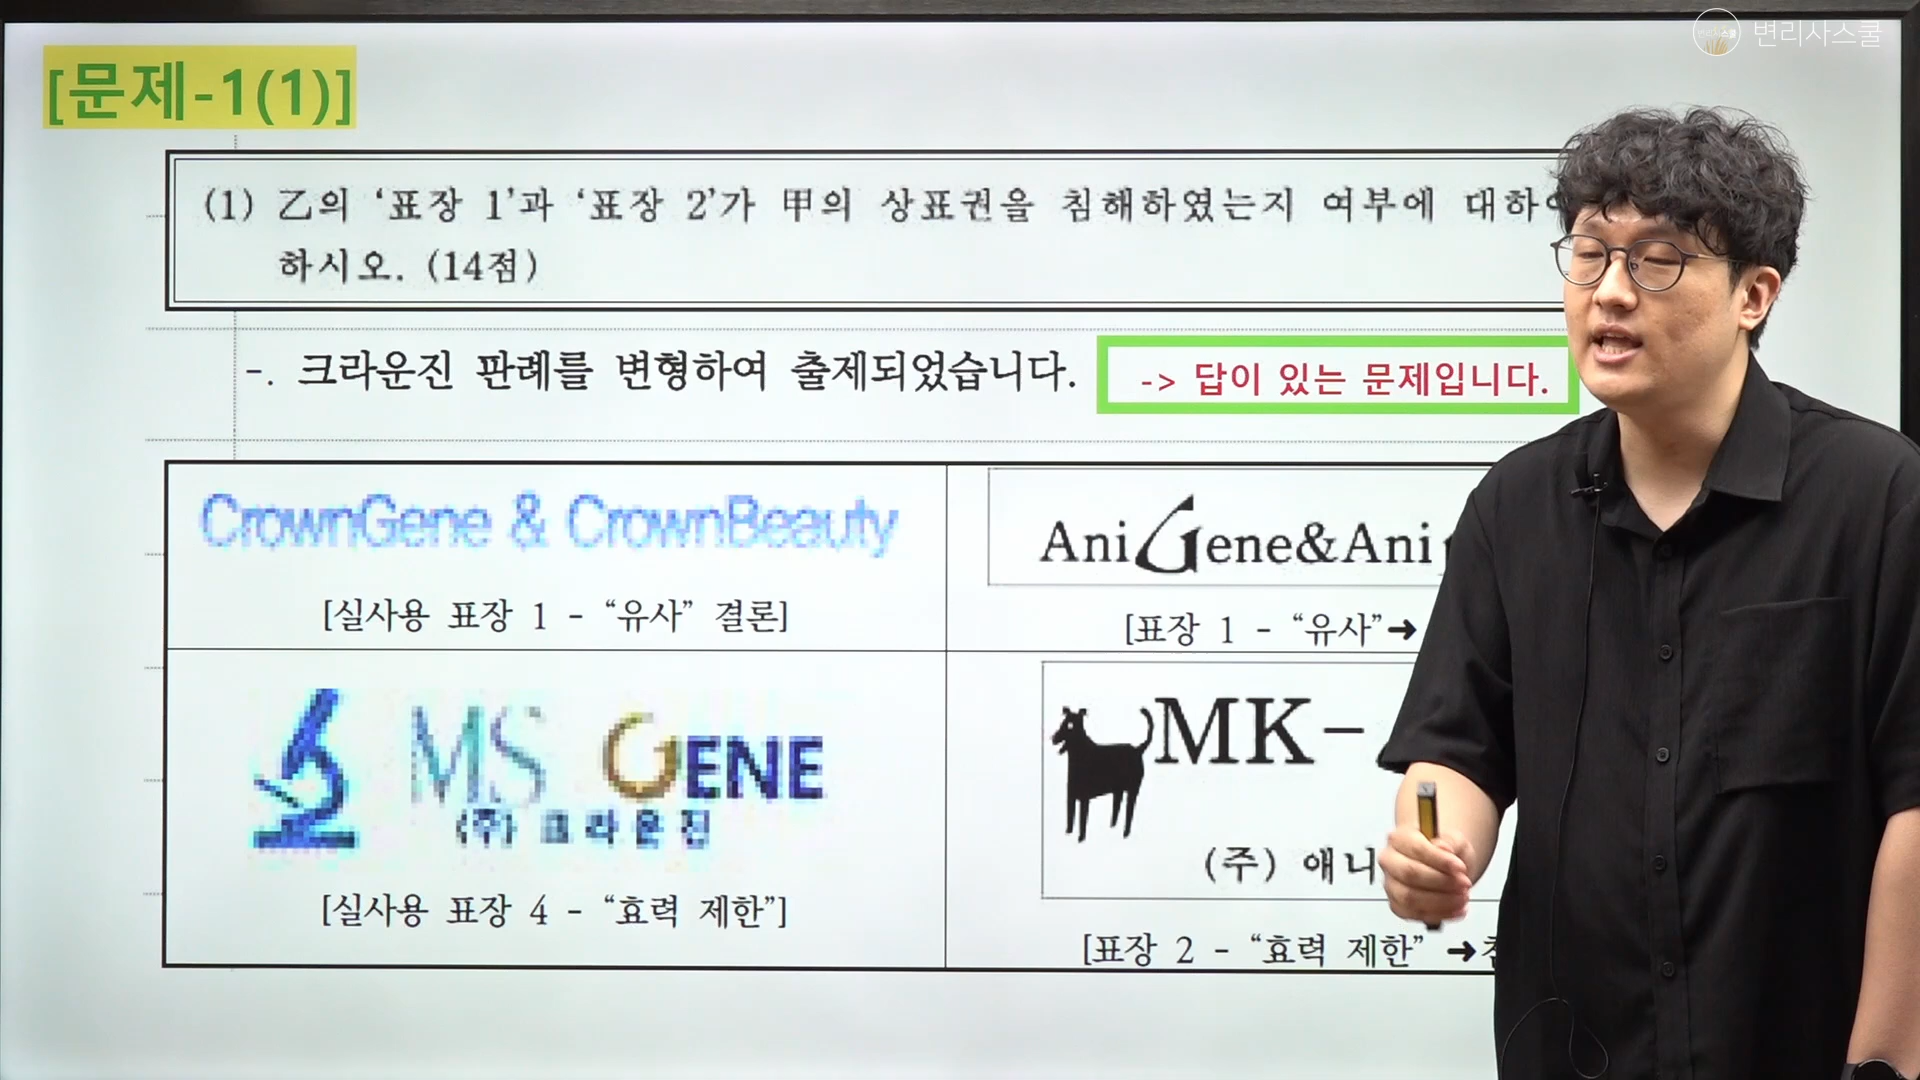 변리사스쿨
[문제-1(1)]
(1) 乙의 ‘표장 1’과 ‘표장 2’가 甲의 상표권을 침해하였는지 여부에
하시오. (14점)
-. 크라운진 판례를 변형하여 출제되었습니다.
-> 답이 있는 문제입니다.
CrownGene & CrownBeauty
[실사용 표장 1 - “유사” 결론]
AniGene&Ani
[표장 1 - “유사”➜
MS GENE
(주) 크라운진
[실사용 표장 4 - “효력 제한”]
MK-
(주) 애니
[표장 2 - “효력 제한” ➜